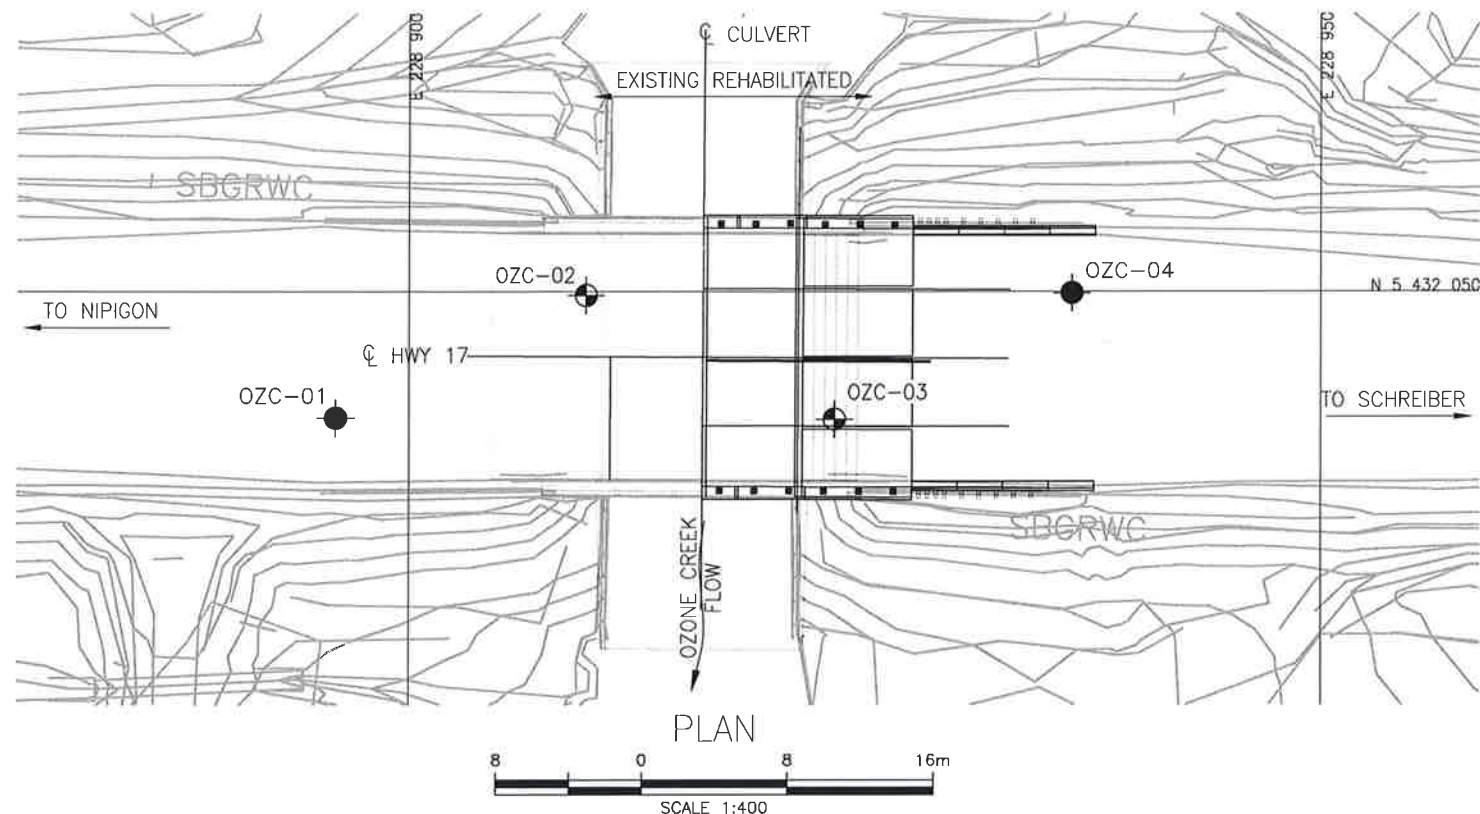 ℄ CULVERT
E 228 900
E 228 950
EXISTING REHABILITATED
SBGRWC
OZC-02
OZC-04
N 5 432 050
TO NIPIGON
℄ HWY 17
OZC-01
OZC-03
TO SCHREIBER
SBGRWC
OZONE CREEK
FLOW
PLAN
8 0 8 16m
SCALE 1:400